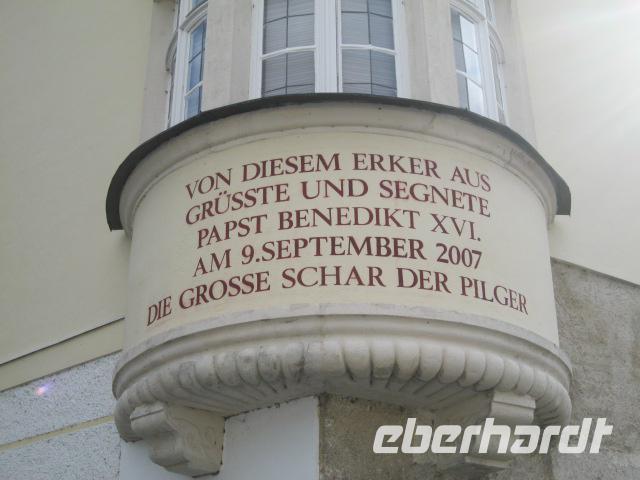 VON DIESEM ERKER AUS
GRÜSSTE UND SEGNETE
PAPST BENEDIKT XVI.
AM 9.SEPTEMBER 2007
DIE GROSSE SCHAR DER PILGER
eberhardt